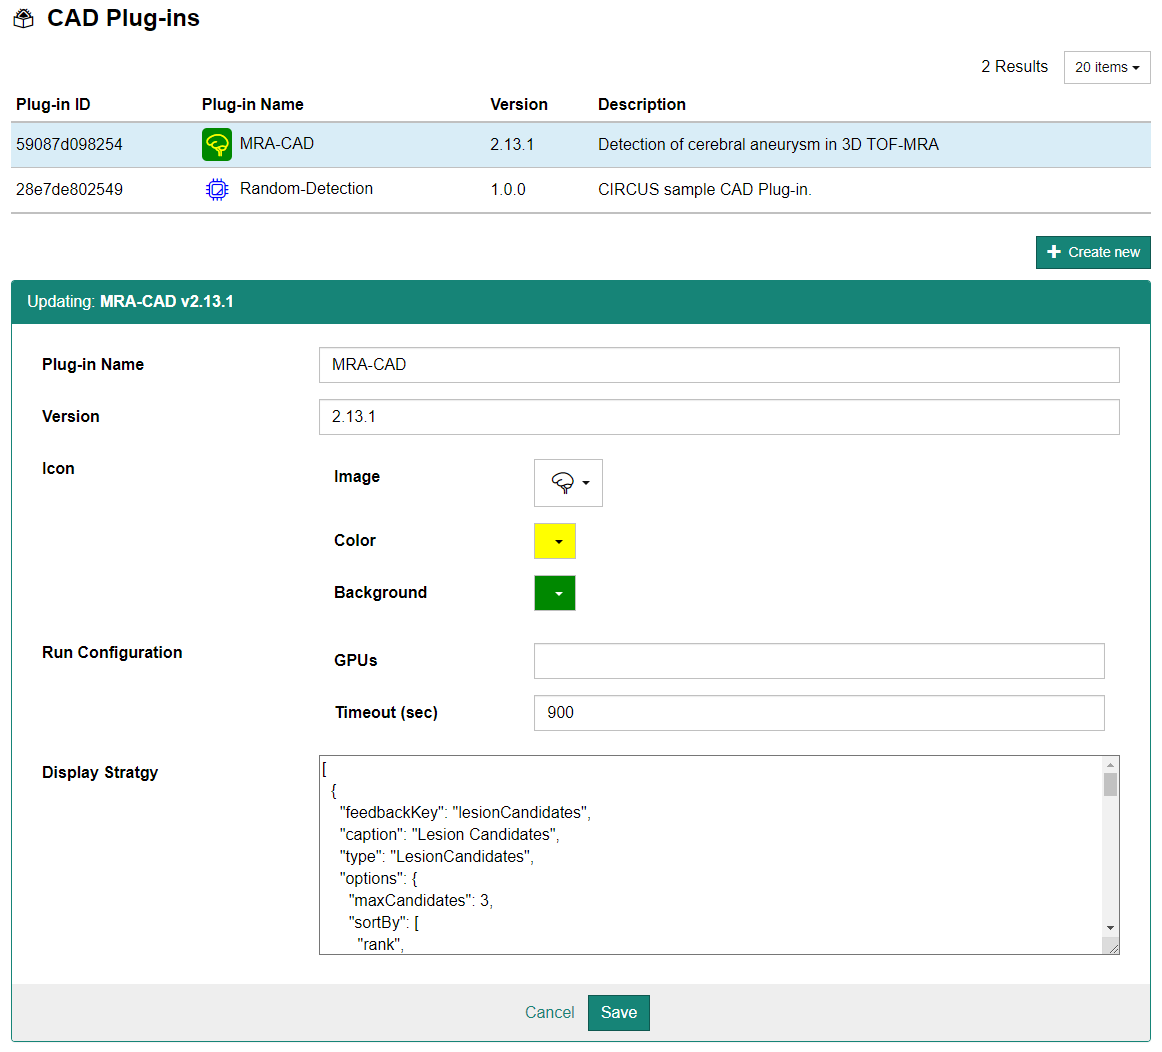 CAD Plug-ins
2 Results 20 items
Plug-in ID Plug-in Name Version Description
59087d098254 MRA-CAD 2.13.1 Detection of cerebral aneurysm in 3D TOF-MRA
28e7de802549 Random-Detection 1.0.0 CIRCUS sample CAD Plug-in.
Create new
Updating: MRA-CAD v2.13.1
Plug-in Name MRA-CAD
Version 2.13.1
Icon Image
Color
Background
Run Configuration GPUs
Timeout (sec) 900
Display Stratgy [
{
"feedbackKey": "lesionCandidates",
"caption": "Lesion Candidates",
"type": "LesionCandidates",
"options": {
"maxCandidates": 3,
"sortBy": [
"rank",
Cancel Save